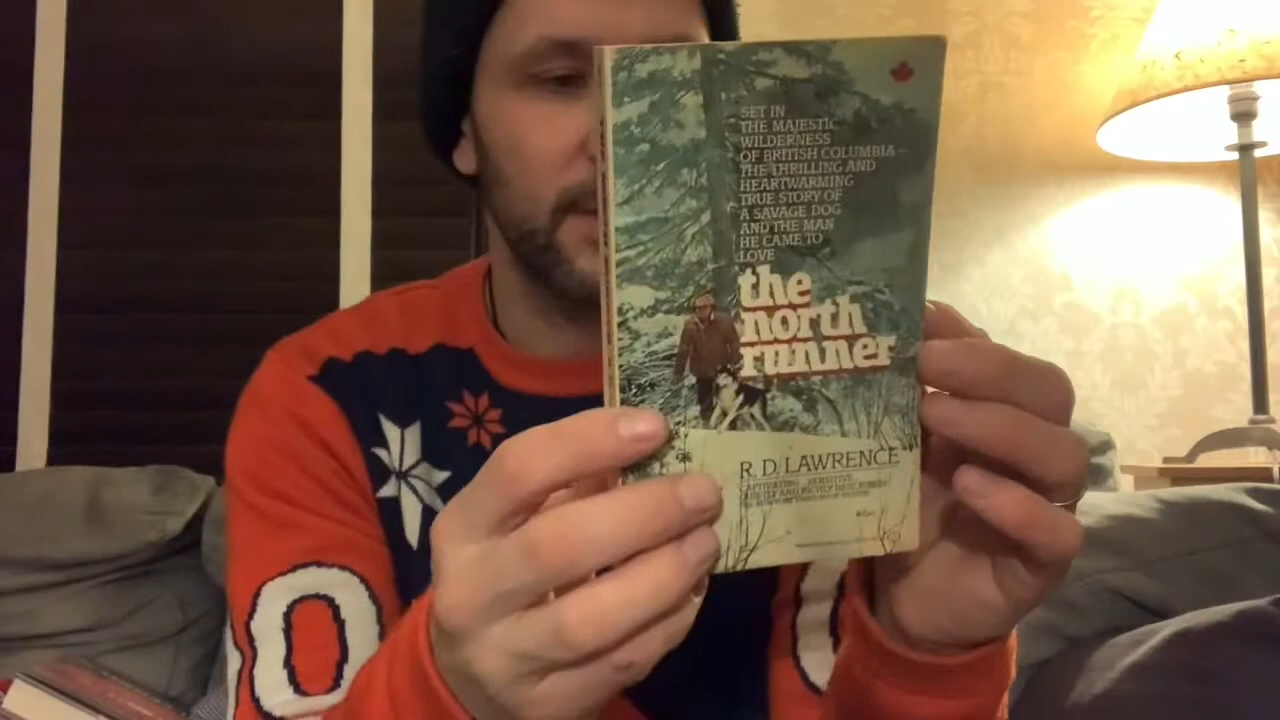 SET IN
THE MAJESTIC
WILDERNESS
OF BRITISH COLUMBIA—
THE THRILLING AND
HEARTWARMING
TRUE STORY OF
A SAVAGE DOG
AND THE MAN
HE CAME TO
LOVE
the
north
runner
R.D. LAWRENCE
CAPTIVATING SENSITIVE
0